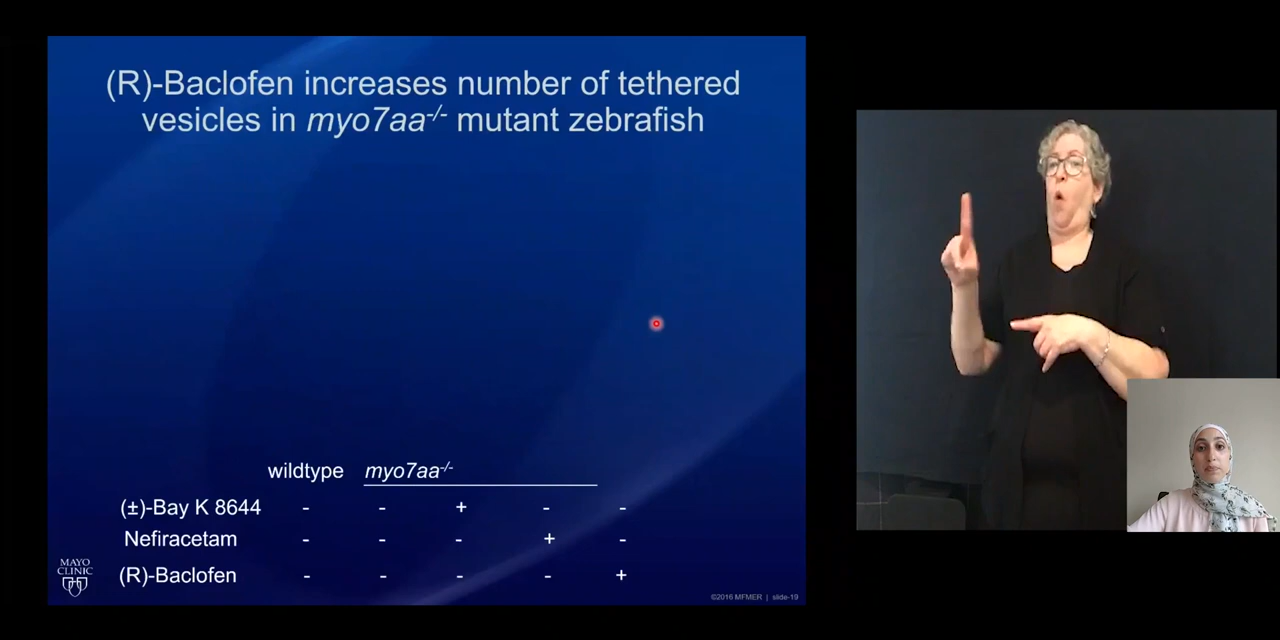 (R)-Baclofen increases number of tethered
vesicles in myo7aa-/- mutant zebrafish
wildtype myo7aa-/-
(±)-Bay K 8644 - - + - -
Nefiracetam - - - + -
(R)-Baclofen - - - - +
MAYO
CLINIC
©2016 MFMER | slide-19